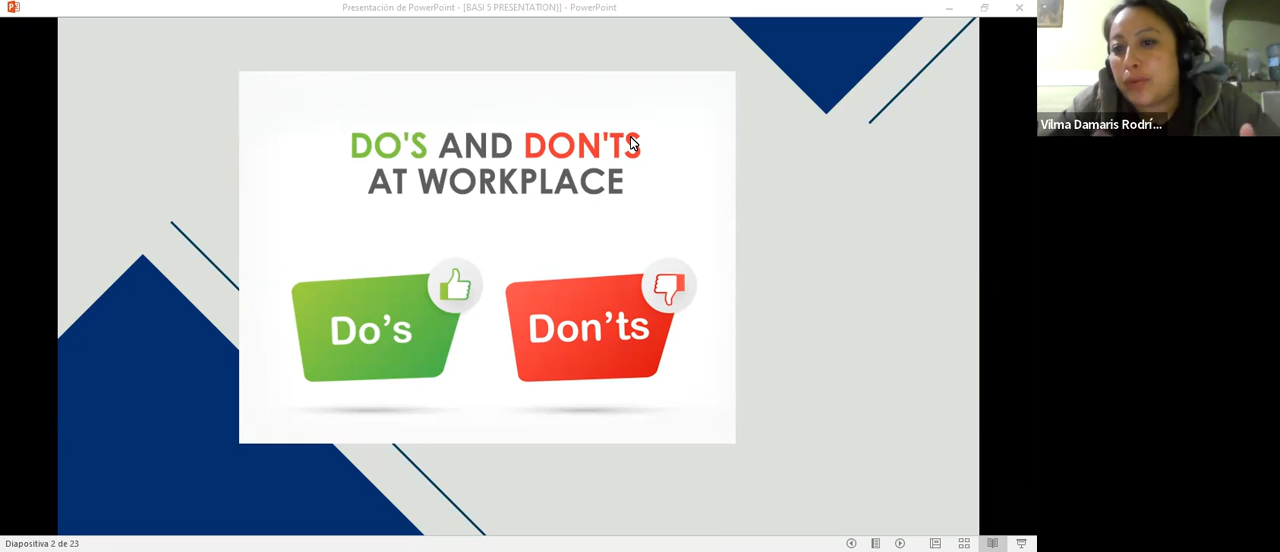 Presentación de PowerPoint - [BASI 5 PRESENTATION)] - PowerPoint
Vilma Damaris Rodrí...
DO'S AND DON'TS
AT WORKPLACE
Do's
Don'ts
Diapositiva 2 de 23